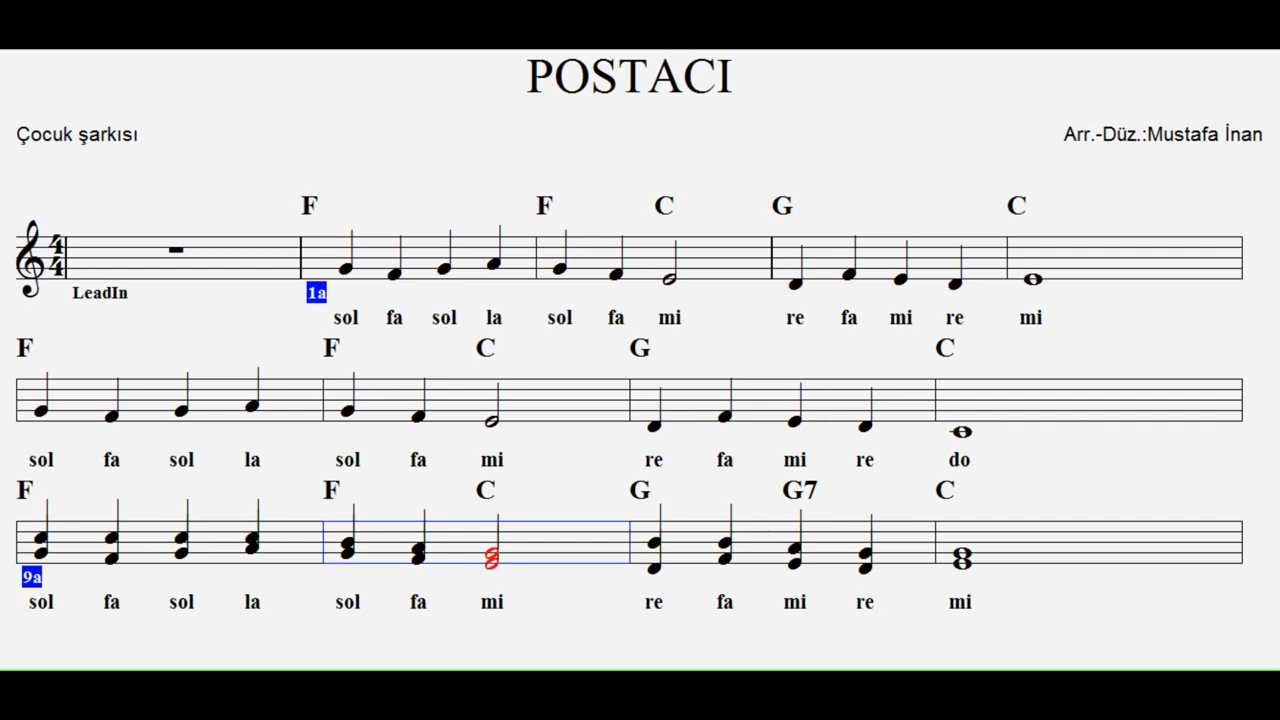 POSTACI
Çocuk şarkısı
Arr.-Düz.:Mustafa İnan
F F C G C
4
4
LeadIn
1a
sol fa sol la sol fa mi re fa mi re mi
F F C G C
sol fa sol la sol fa mi re fa mi re do
F F C G G7 C
9a
sol fa sol la sol fa mi re fa mi re mi